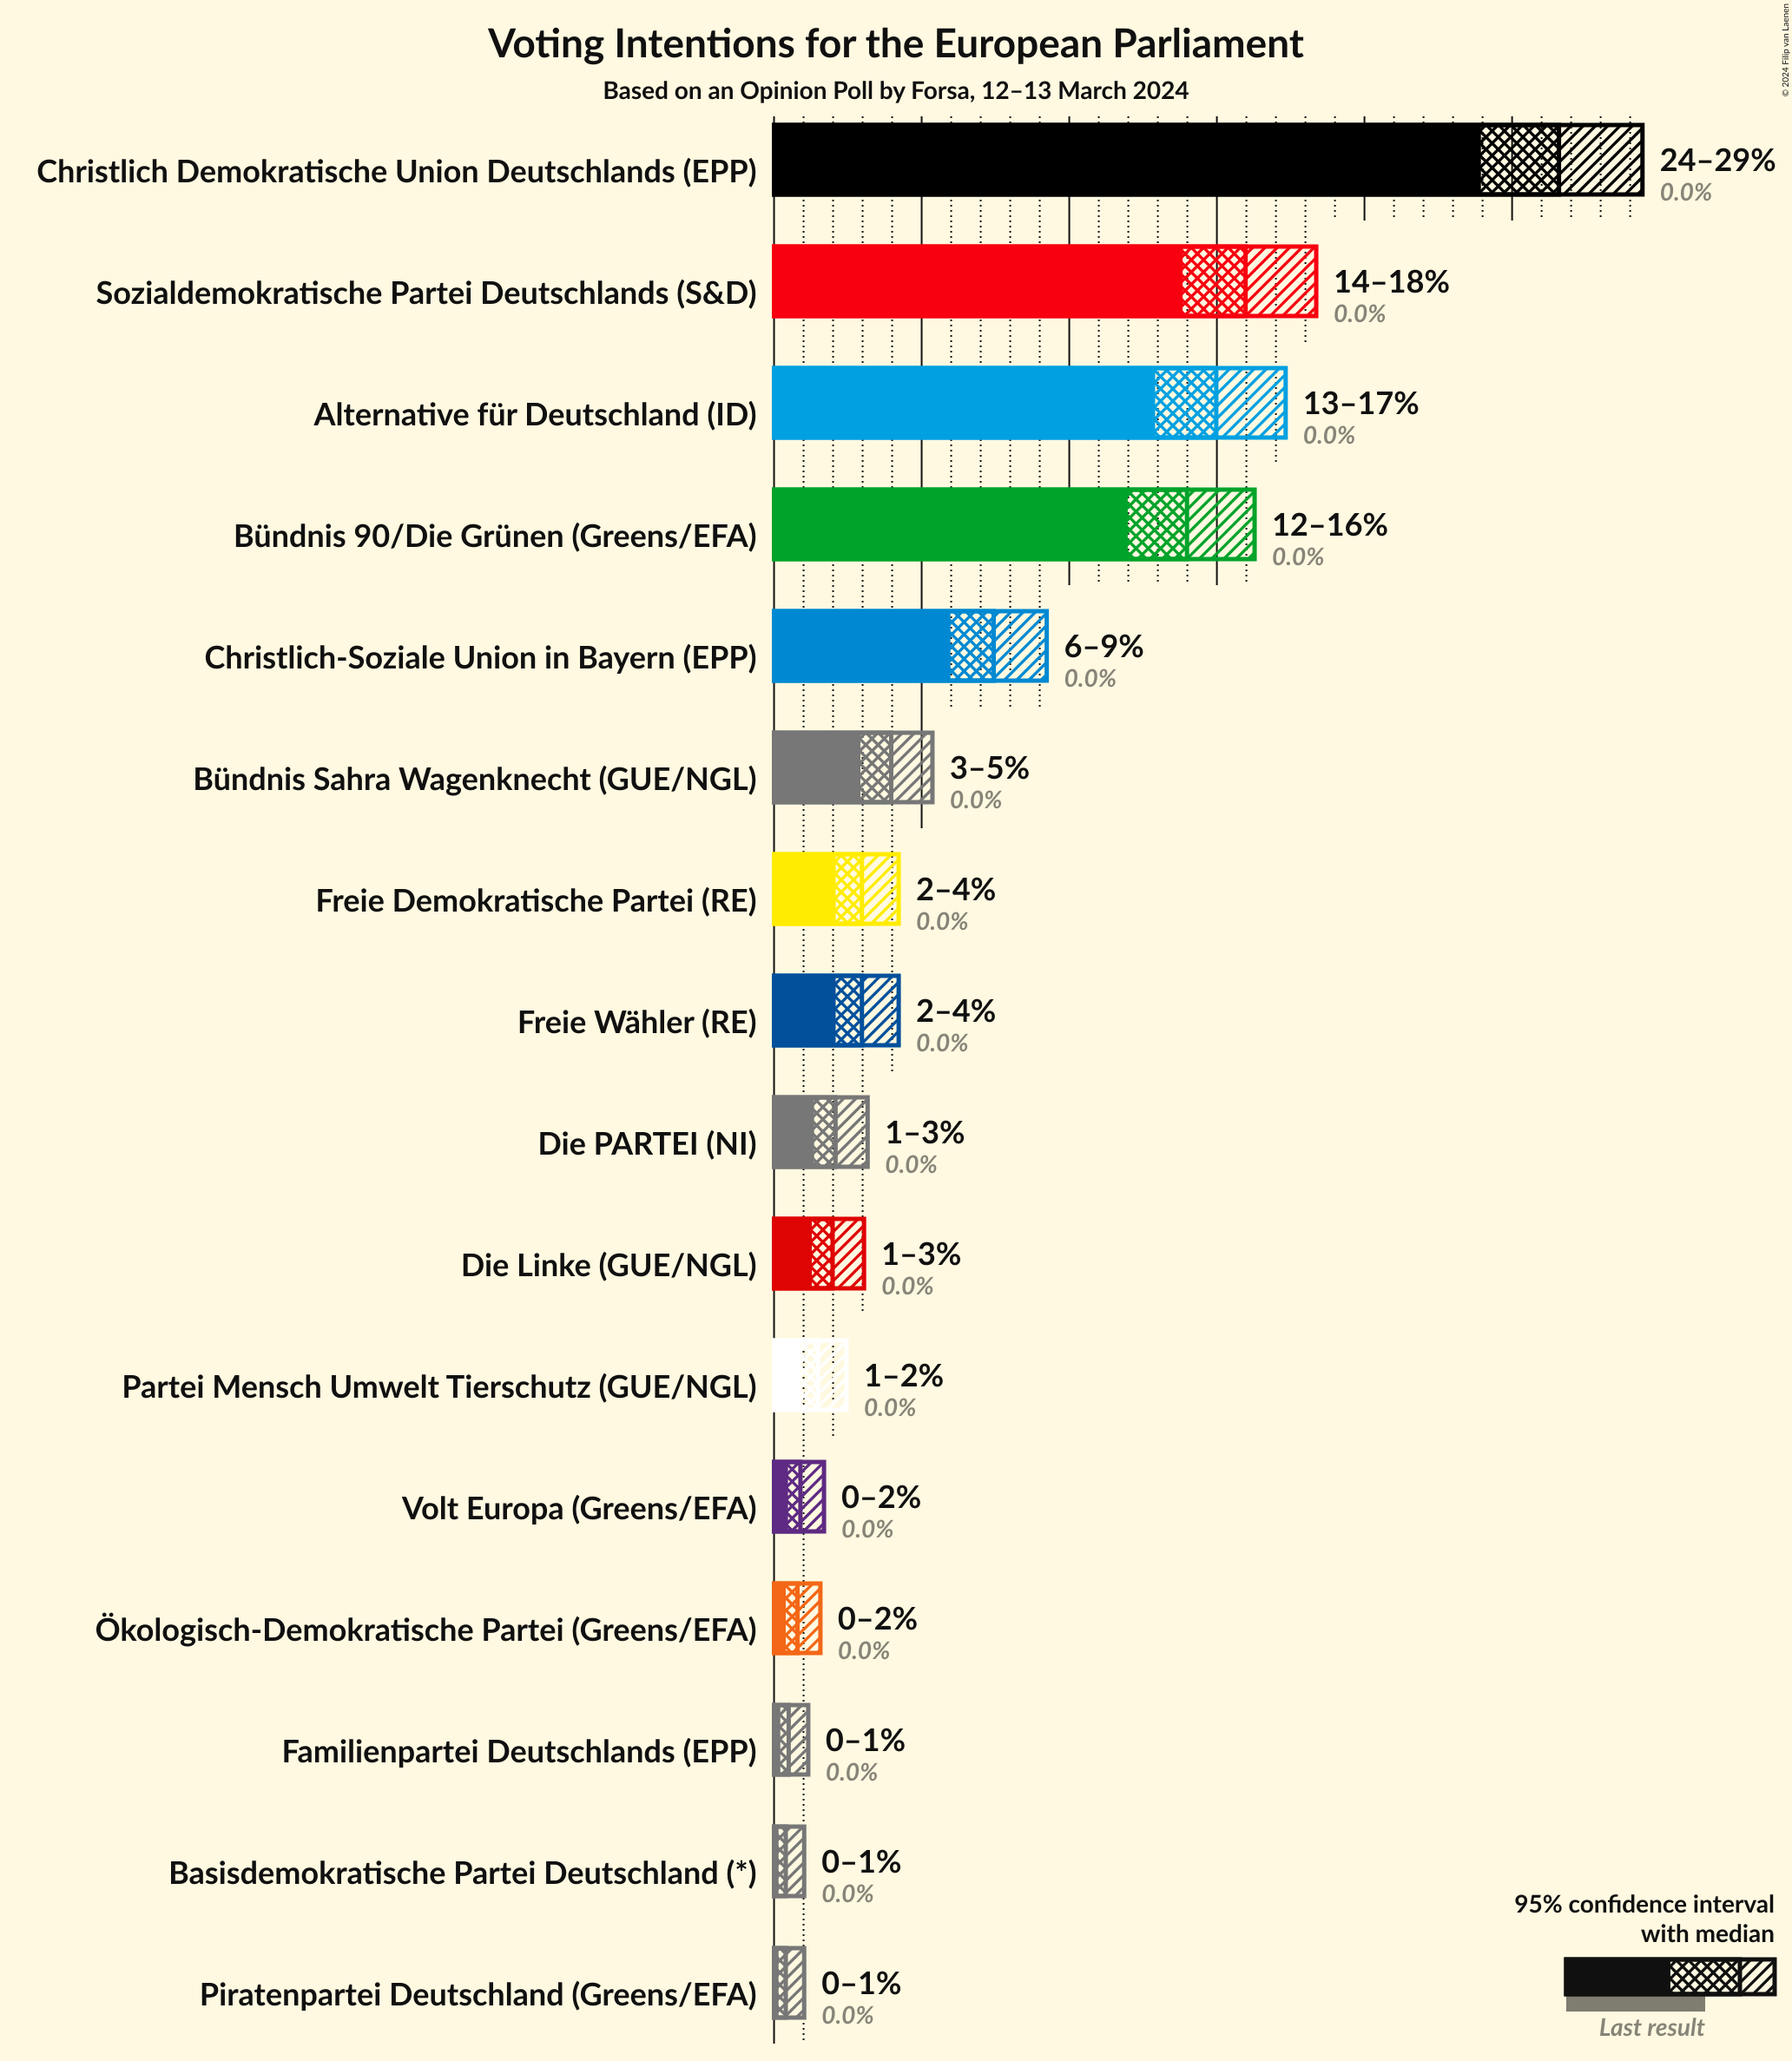 Voting Intentions for the European Parliament
Based on an Opinion Poll by Forsa, 12–13 March 2024
© 2024 Filip van Laenen
Christlich Demokratische Union Deutschlands (EPP)
24–29%
0.0%
Sozialdemokratische Partei Deutschlands (S&D)
14–18%
0.0%
Alternative für Deutschland (ID)
13–17%
0.0%
Bündnis 90/Die Grünen (Greens/EFA)
12–16%
0.0%
Christlich-Soziale Union in Bayern (EPP)
6–9%
0.0%
Bündnis Sahra Wagenknecht (GUE/NGL)
3–5%
0.0%
Freie Demokratische Partei (RE)
2–4%
0.0%
Freie Wähler (RE)
2–4%
0.0%
Die PARTEI (NI)
1–3%
0.0%
Die Linke (GUE/NGL)
1–3%
0.0%
Partei Mensch Umwelt Tierschutz (GUE/NGL)
1–2%
0.0%
Volt Europa (Greens/EFA)
0–2%
0.0%
Ökologisch-Demokratische Partei (Greens/EFA)
0–2%
0.0%
Familienpartei Deutschlands (EPP)
0–1%
0.0%
Basisdemokratische Partei Deutschland (*)
0–1%
0.0%
Piratenpartei Deutschland (Greens/EFA)
0–1%
0.0%
95% confidence interval
with median
Last result